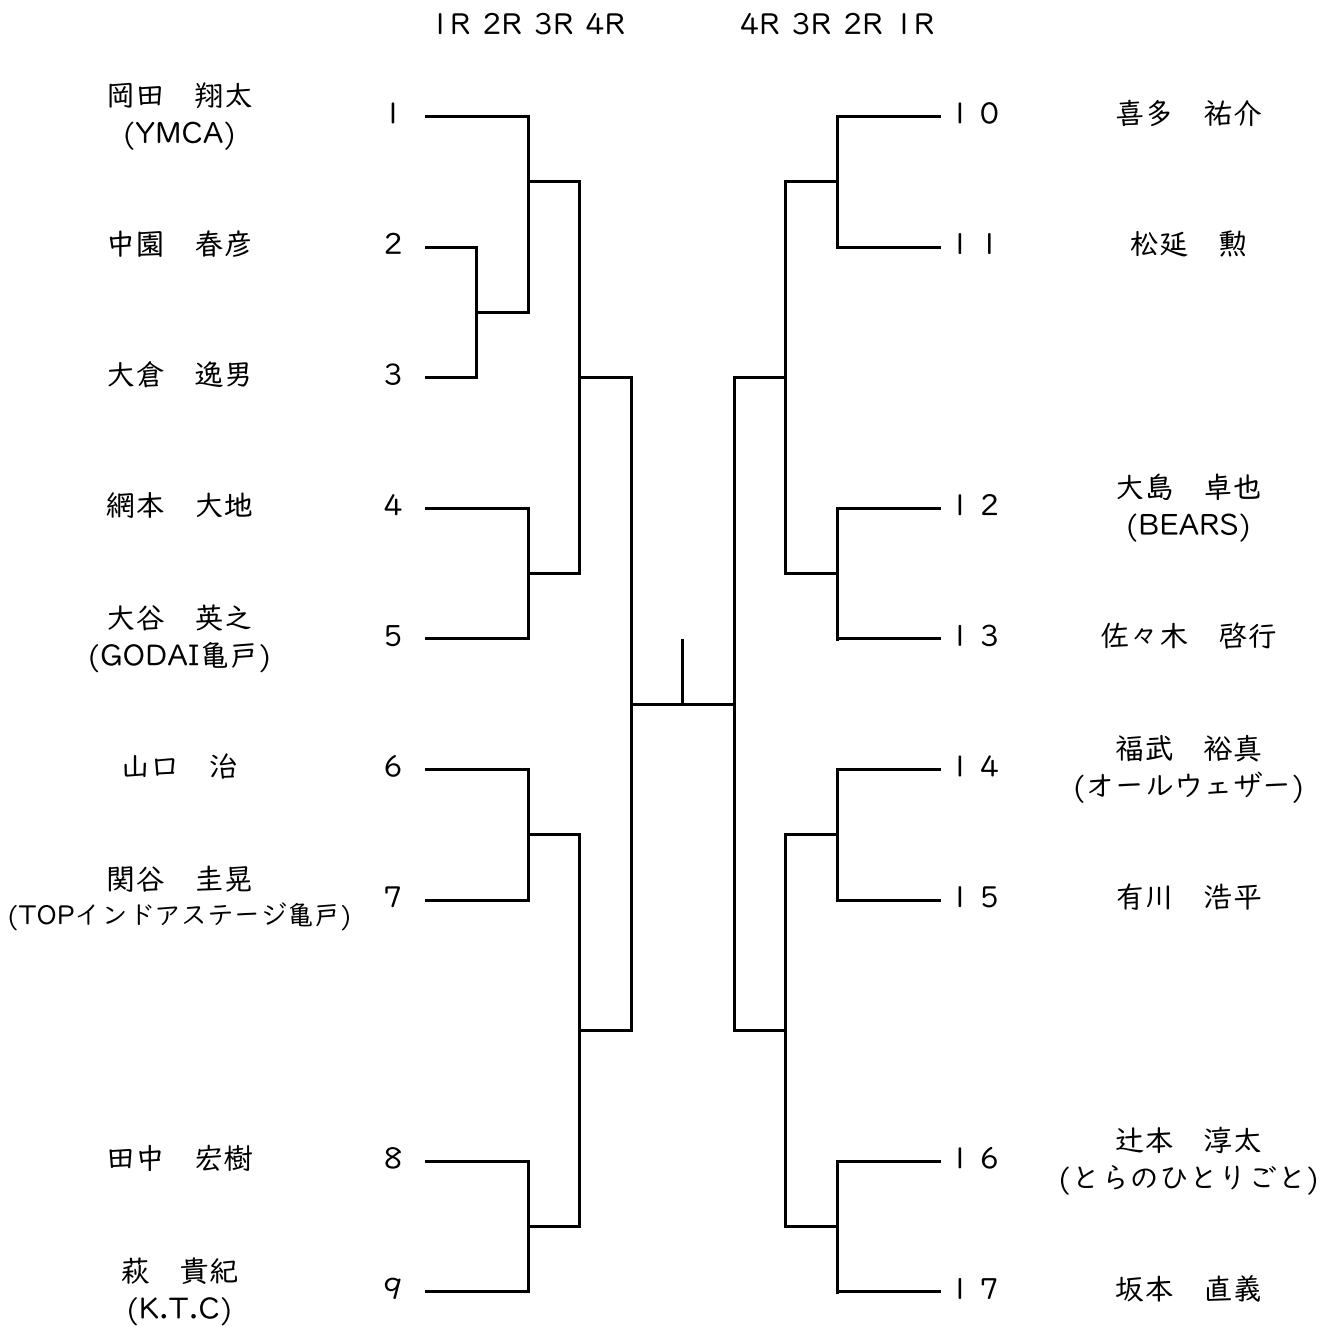 1R 2R 3R 4R
4R 3R 2R 1R
岡田　翔太
(YMCA)
1
中園　春彦
2
大倉　逸男
3
網本　大地
4
大谷　英之
(GODAI亀戸)
5
山口　治
6
関谷　圭晃
(TOPインドアステージ亀戸)
7
田中　宏樹
8
萩　貴紀
(K.T.C)
9
10
喜多　祐介
11
松延　勲
12
大島　卓也
(BEARS)
13
佐々木　啓行
14
福武　裕真
(オールウェザー)
15
有川　浩平
16
辻本　淳太
(とらのひとりごと)
17
坂本　直義